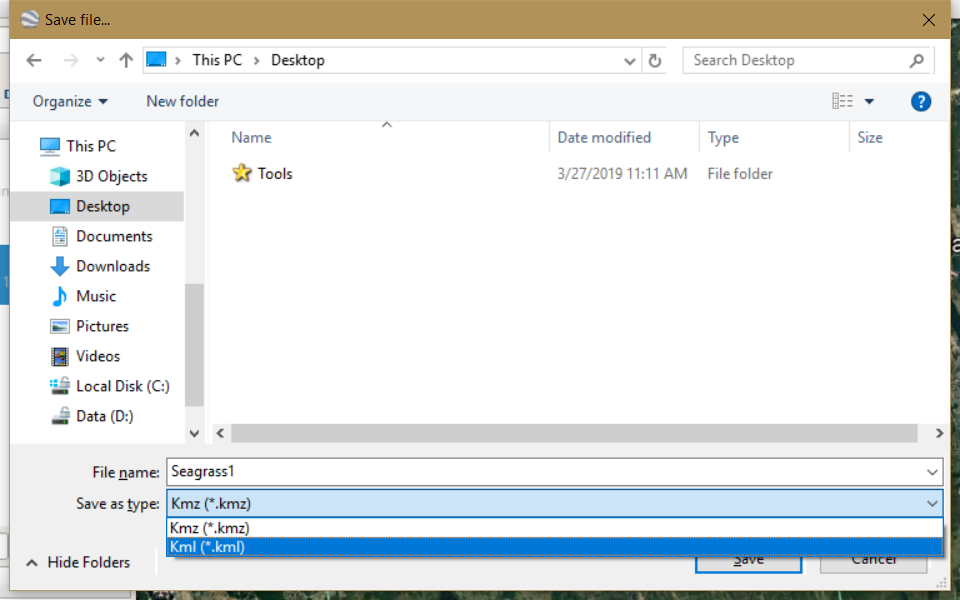 Save file...
This PC > Desktop
Search Desktop
Organize
New folder
Name
Date modified
Type
Size
This PC
3D Objects
Desktop
Documents
Downloads
Music
Pictures
Videos
Local Disk (C:)
Data (D:)
Tools
3/27/2019 11:11 AM
File folder
File name:
Seagrass1
Save as type:
Kmz (*.kmz)
Kmz (*.kmz)
Kml (*.kml)
Hide Folders
Save
Cancel